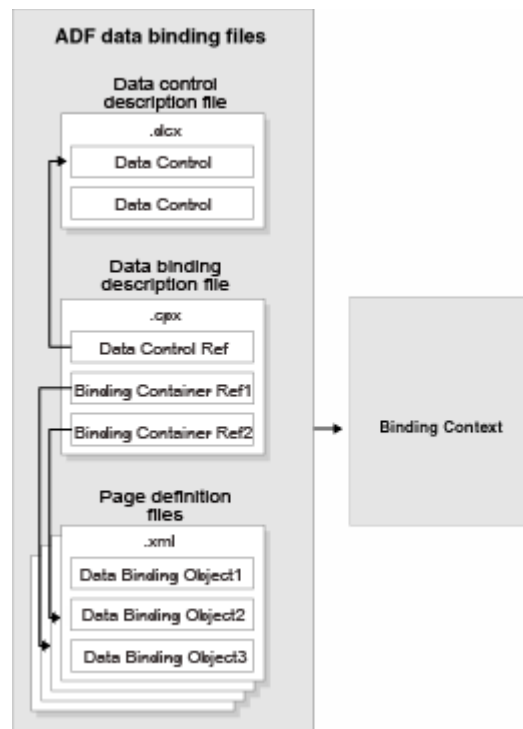 ADF data binding files
Data control
description file
.dcx
Data Control
Data Control
Data binding
description file
.cpx
Data Control Ref
Binding Container Ref1
Binding Container Ref2
Binding Context
Page definition
files
.xml
Data Binding Object1
Data Binding Object2
Data Binding Object3